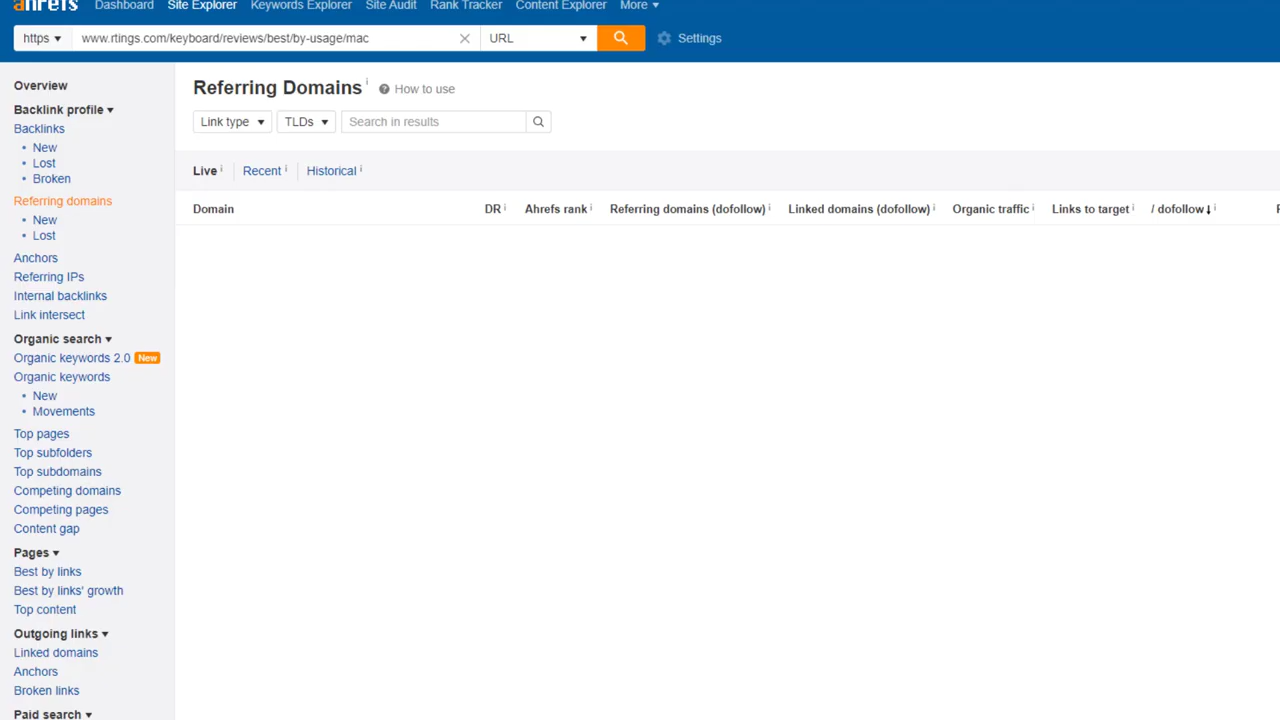 ahrefs Dashboard Site Explorer Keywords Explorer Site Audit Rank Tracker Content Explorer More
https www.rtings.com/keyboard/reviews/best/by-usage/mac URL Settings
Overview
Backlink profile
Backlinks
New
Lost
Broken
Referring domains
New
Lost
Anchors
Referring IPs
Internal backlinks
Link intersect
Organic search
Organic keywords 2.0 New
Organic keywords
New
Movements
Top pages
Top subfolders
Top subdomains
Competing domains
Competing pages
Content gap
Pages
Best by links
Best by links' growth
Top content
Outgoing links
Linked domains
Anchors
Broken links
Paid search
Referring Domains i ? How to use
Link type TLDs Search in results
Live i Recent i Historical i
Domain DR i Ahrefs rank i Referring domains (dofollow) i Linked domains (dofollow) i Organic traffic i Links to target i / dofollow↓ i